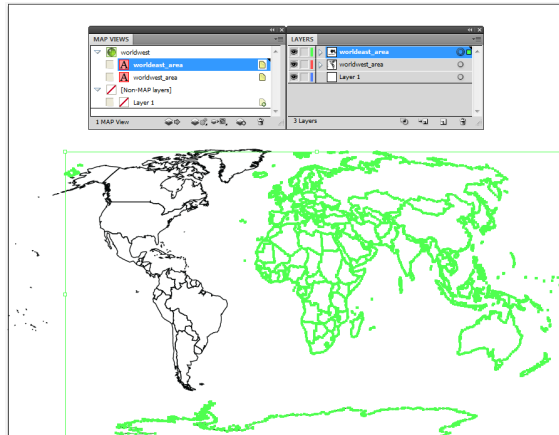 MAP VIEWS
worldwest
A worldeast_area
A worldwest_area
[Non-MAP layers]
Layer 1
1 MAP View
LAYERS
worldeast_area
worldwest_area
Layer 1
3 Layers